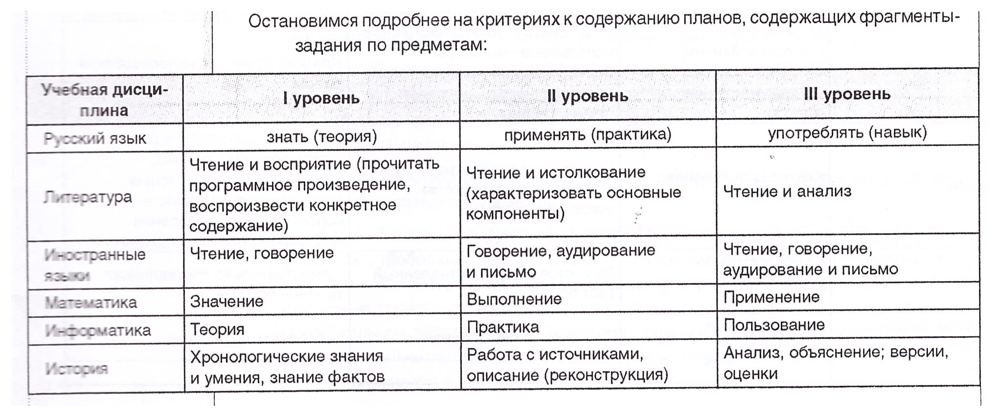 Остановимся подробнее на критериях к содержанию планов, содержащих фрагменты-
задания по предметам:
Учебная дисци-
плина
I уровень
II уровень
III уровень
Русский язык
знать (теория)
применять (практика)
употреблять (навык)
Литература
Чтение и восприятие (прочитать
программное произведение,
воспроизвести конкретное
содержание)
Чтение и истолкование
(характеризовать основные
компоненты)
Чтение и анализ
Иностранные
языки
Чтение, говорение
Говорение, аудирование
и письмо
Чтение, говорение,
аудирование и письмо
Математика
Значение
Выполнение
Применение
Информатика
Теория
Практика
Пользование
История
Хронологические знания
и умения, знание фактов
Работа с источниками,
описание (реконструкция)
Анализ, объяснение; версии,
оценки